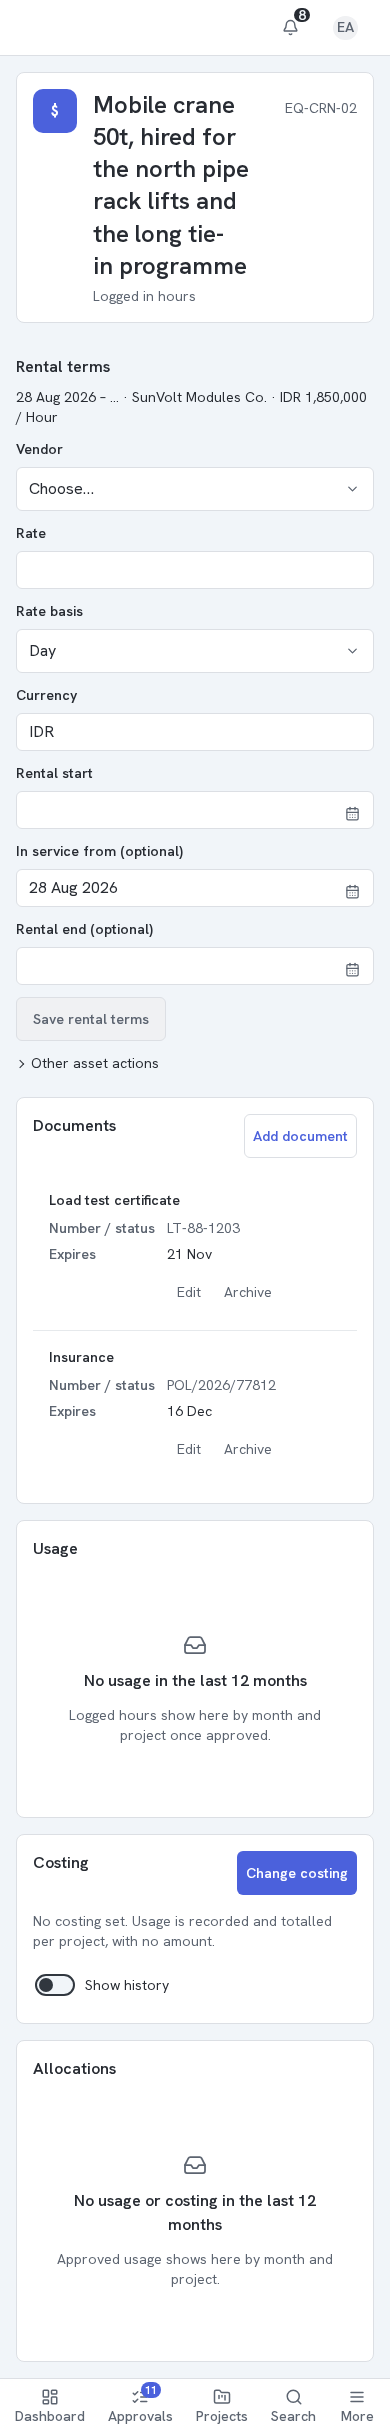 8
EA
$
Mobile crane
50t, hired for
the north pipe
rack lifts and
the long tie-
in programme
EQ-CRN-02
Logged in hours
Rental terms
28 Aug 2026 – … · SunVolt Modules Co. · IDR 1,850,000
/ Hour
Vendor
Choose…
Rate
Rate basis
Day
Currency
IDR
Rental start
In service from (optional)
28 Aug 2026
Rental end (optional)
Save rental terms
Other asset actions
Documents
Add document
Load test certificate
Number / status LT-88-1203
Expires 21 Nov
Edit Archive
Insurance
Number / status POL/2026/77812
Expires 16 Dec
Edit Archive
Usage
No usage in the last 12 months
Logged hours show here by month and
project once approved.
Costing
Change costing
No costing set. Usage is recorded and totalled
per project, with no amount.
Show history
Allocations
No usage or costing in the last 12
months
Approved usage shows here by month and
project.
11
Dashboard Approvals Projects Search More